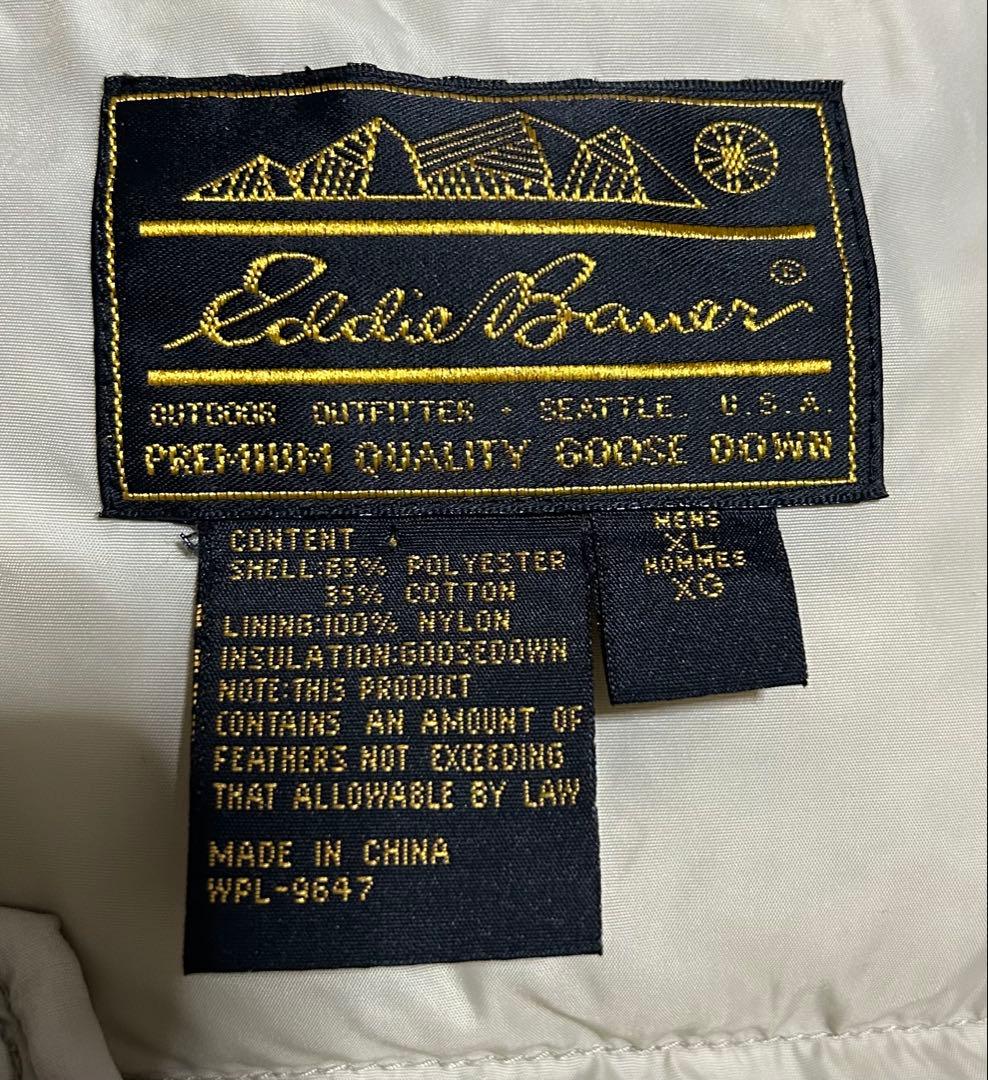 Eddie Bauer ®
OUTDOOR OUTFITTER · SEATTLE. U.S.A.
PREMIUM QUALITY GOOSE DOWN
CONTENT
SHELL:65% POLYESTER
35% COTTON
LINING:100% NYLON
INSULATION:GOOSEDOWN
NOTE:THIS PRODUCT
CONTAINS AN AMOUNT OF
FEATHERS NOT EXCEEDING
THAT ALLOWABLE BY LAW
MADE IN CHINA
WPL-9647
MENS
XL
HOMMES
XG